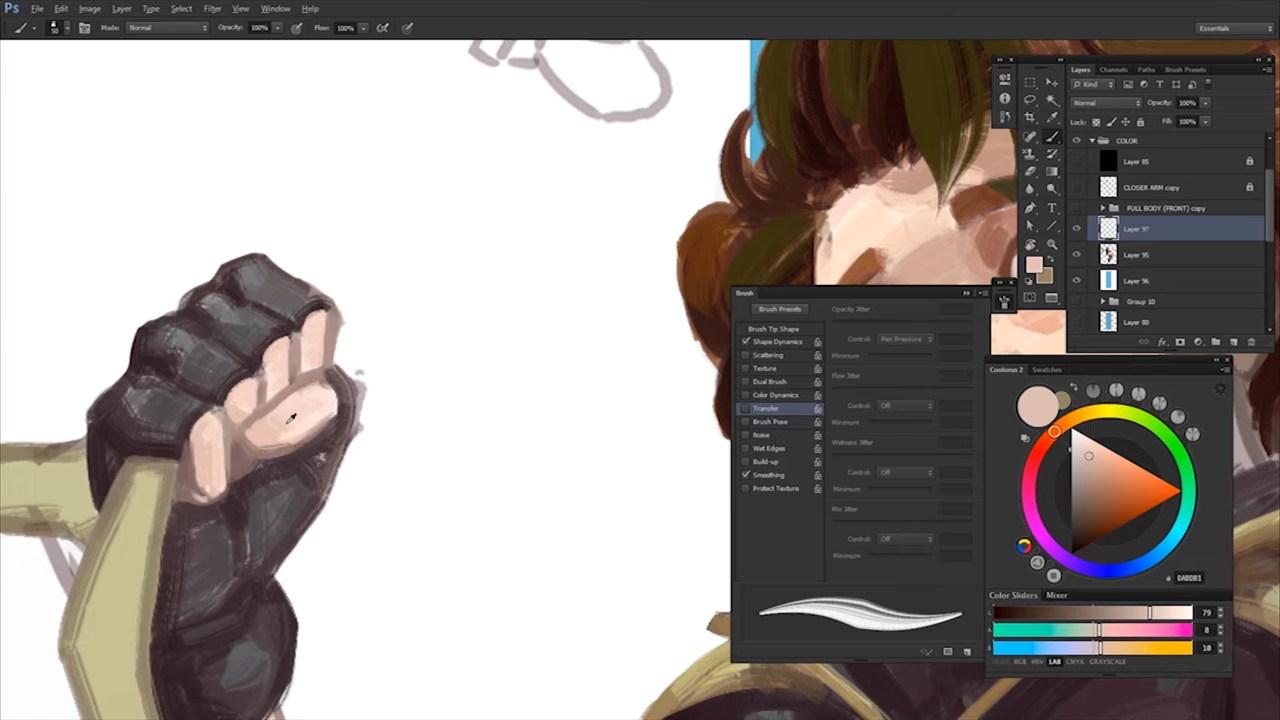 Ps File Edit Image Layer Type Select Filter View Window Help
50 Mode: Normal Opacity: 100% Flow: 100% Essentials
Layers Channels Paths Brush Presets
Kind
Normal Opacity: 100%
Lock: Fill: 100%
COLOR
Layer 85
CLOSER ARM copy
FULL BODY (FRONT) copy
Layer 97
Layer 95
Layer 96
Group 10
Layer 80
Brush
Brush Presets
Brush Tip Shape
Shape Dynamics
Scattering
Texture
Dual Brush
Color Dynamics
Transfer
Brush Pose
Noise
Wet Edges
Build-up
Smoothing
Protect Texture
Opacity Jitter
Control: Pen Pressure
Minimum
Flow Jitter
Control: Off
Minimum
Wetness Jitter
Control: Off
Minimum
Mix Jitter
Control: Off
Minimum
Coolorus 2 Swatches
# DABDB1
Color Sliders Mixer
L 79
A 8
B 10
RGB HSV LAB CMYK GRAYSCALE